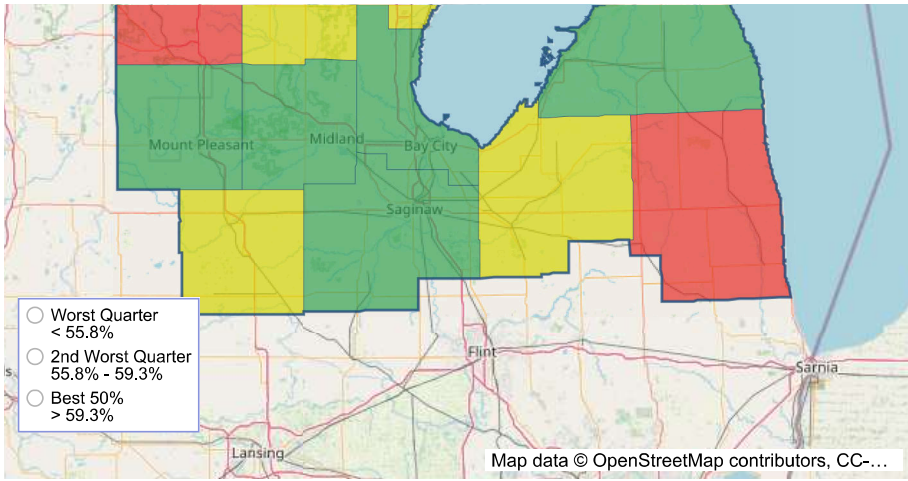 Mount Pleasant
Midland
Bay City
Saginaw
Worst Quarter
< 55.8%
2nd Worst Quarter
55.8% - 59.3%
Best 50%
> 59.3%
Flint
ls
Sarnia
Lansing
Map data © OpenStreetMap contributors, CC-…